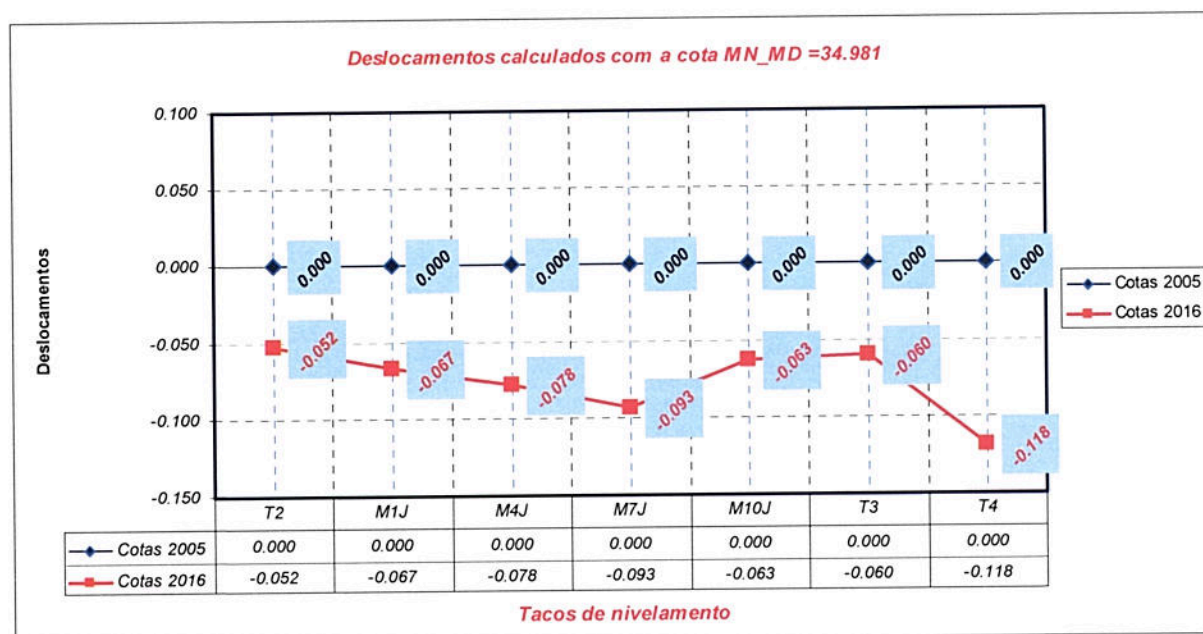 Deslocamentos calculados com a cota MN_MD =34.981
0.100
0.050
0.000
-0.050
-0.100
-0.150
Deslocamentos
0.000 0.000 0.000 0.000 0.000 0.000 0.000
-0.052 -0.067 -0.078 -0.093 -0.063 -0.060 -0.118
Cotas 2005
Cotas 2016
T2 M1J M4J M7J M10J T3 T4
Cotas 2005 0.000 0.000 0.000 0.000 0.000 0.000 0.000
Cotas 2016 -0.052 -0.067 -0.078 -0.093 -0.063 -0.060 -0.118
Tacos de nivelamento